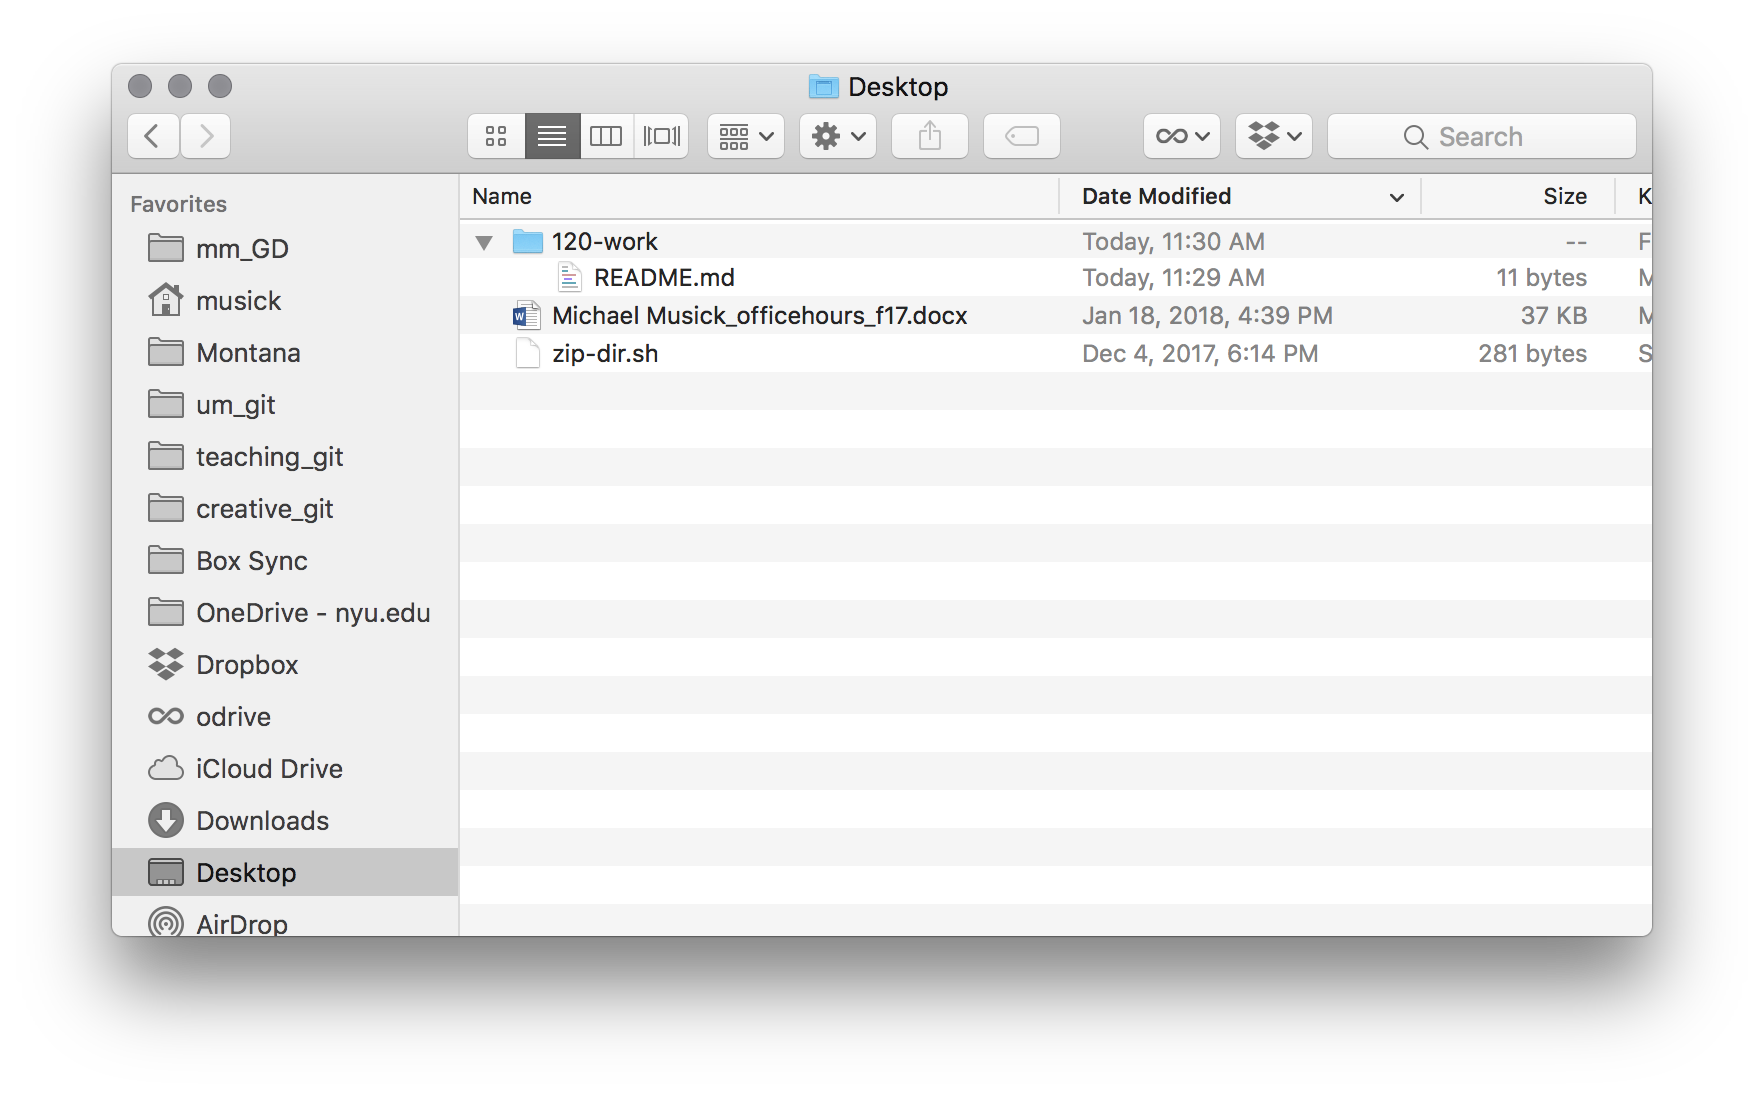 Desktop
Search
Favorites
mm_GD
musick
Montana
um_git
teaching_git
creative_git
Box Sync
OneDrive - nyu.edu
Dropbox
odrive
iCloud Drive
Downloads
Desktop
AirDrop
Name Date Modified Size K
120-work Today, 11:30 AM -- F
README.md Today, 11:29 AM 11 bytes M
Michael Musick_officehours_f17.docx Jan 18, 2018, 4:39 PM 37 KB M
zip-dir.sh Dec 4, 2017, 6:14 PM 281 bytes S